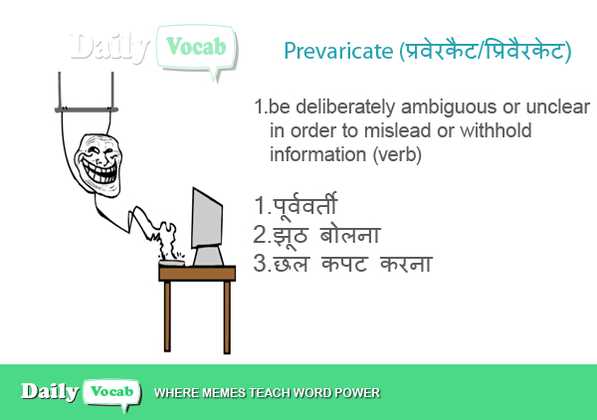 Daily Vocab
Prevaricate (प्रवेरकैट/प्रिवैरकेट)
1.be deliberately ambiguous or unclear
in order to mislead or withhold
information (verb)
1.पूर्ववर्ती
2.झूठ बोलना
3.छल कपट करना
Daily Vocab WHERE MEMES TEACH WORD POWER